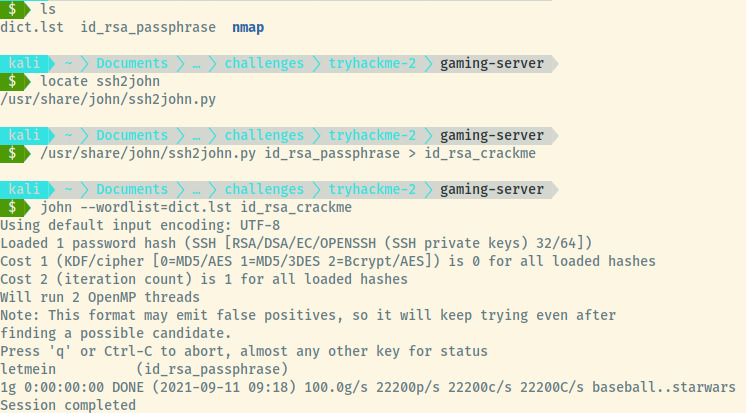 $ ls
dict.lst id_rsa_passphrase nmap
kali ~ Documents … challenges tryhackme-2 gaming-server
$ locate ssh2john
/usr/share/john/ssh2john.py
kali ~ Documents … challenges tryhackme-2 gaming-server
$ /usr/share/john/ssh2john.py id_rsa_passphrase > id_rsa_crackme
kali ~ Documents … challenges tryhackme-2 gaming-server
$ john --wordlist=dict.lst id_rsa_crackme
Using default input encoding: UTF-8
Loaded 1 password hash (SSH [RSA/DSA/EC/OPENSSH (SSH private keys) 32/64])
Cost 1 (KDF/cipher [0=MD5/AES 1=MD5/3DES 2=Bcrypt/AES]) is 0 for all loaded hashes
Cost 2 (iteration count) is 1 for all loaded hashes
Will run 2 OpenMP threads
Note: This format may emit false positives, so it will keep trying even after
finding a possible candidate.
Press 'q' or Ctrl-C to abort, almost any other key for status
letmein (id_rsa_passphrase)
1g 0:00:00:00 DONE (2021-09-11 09:18) 100.0g/s 22200p/s 22200c/s 22200C/s baseball..starwars
Session completed